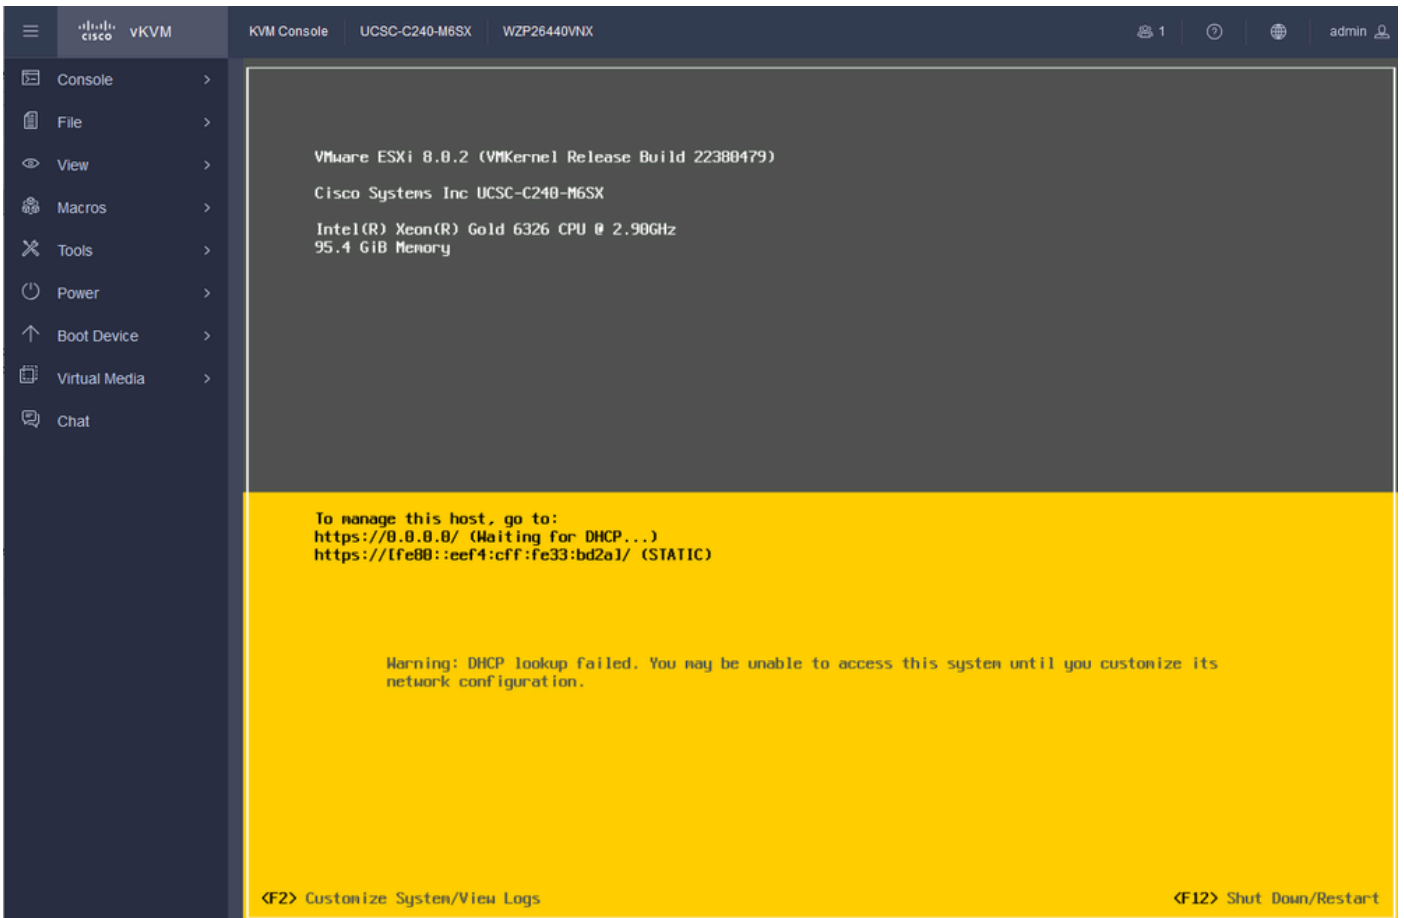 cisco vKVM
KVM Console UCSC-C240-M6SX WZP26440VNX
1
admin
Console
File
View
Macros
Tools
Power
Boot Device
Virtual Media
Chat
VMware ESXi 8.0.2 (VMKernel Release Build 22380479)
Cisco Systems Inc UCSC-C240-M6SX
Intel(R) Xeon(R) Gold 6326 CPU @ 2.90GHz
95.4 GiB Memory
To manage this host, go to:
https://0.0.0.0/ (Waiting for DHCP...)
https://[fe80::eef4:cff:fe33:bd2a]/ (STATIC)
Warning: DHCP lookup failed. You may be unable to access this system until you customize its
network configuration.
<F2> Customize System/View Logs
<F12> Shut Down/Restart